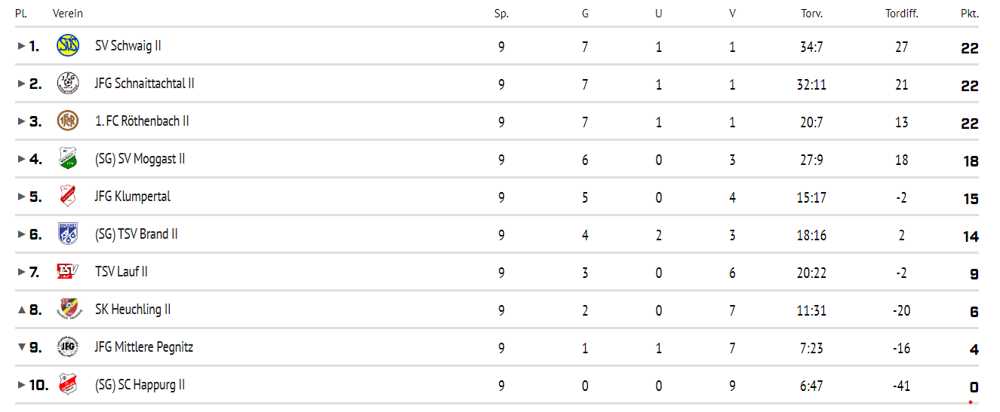 Pl. Verein Sp. G U V Torv. Tordiff. Pkt.
1. SV Schwaig II 9 7 1 1 34:7 27 22
2. JFG Schnaittachtal II 9 7 1 1 32:11 21 22
3. 1. FC Röthenbach II 9 7 1 1 20:7 13 22
4. (SG) SV Moggast II 9 6 0 3 27:9 18 18
5. JFG Klumpertal 9 5 0 4 15:17 -2 15
6. BRAND (SG) TSV Brand II 9 4 2 3 18:16 2 14
7. TSV TSV Lauf II 9 3 0 6 20:22 -2 9
8. SK Heuchling II 9 2 0 7 11:31 -20 6
9. JFG JFG Mittlere Pegnitz 9 1 1 7 7:23 -16 4
10. (SG) SC Happurg II 9 0 0 9 6:47 -41 0